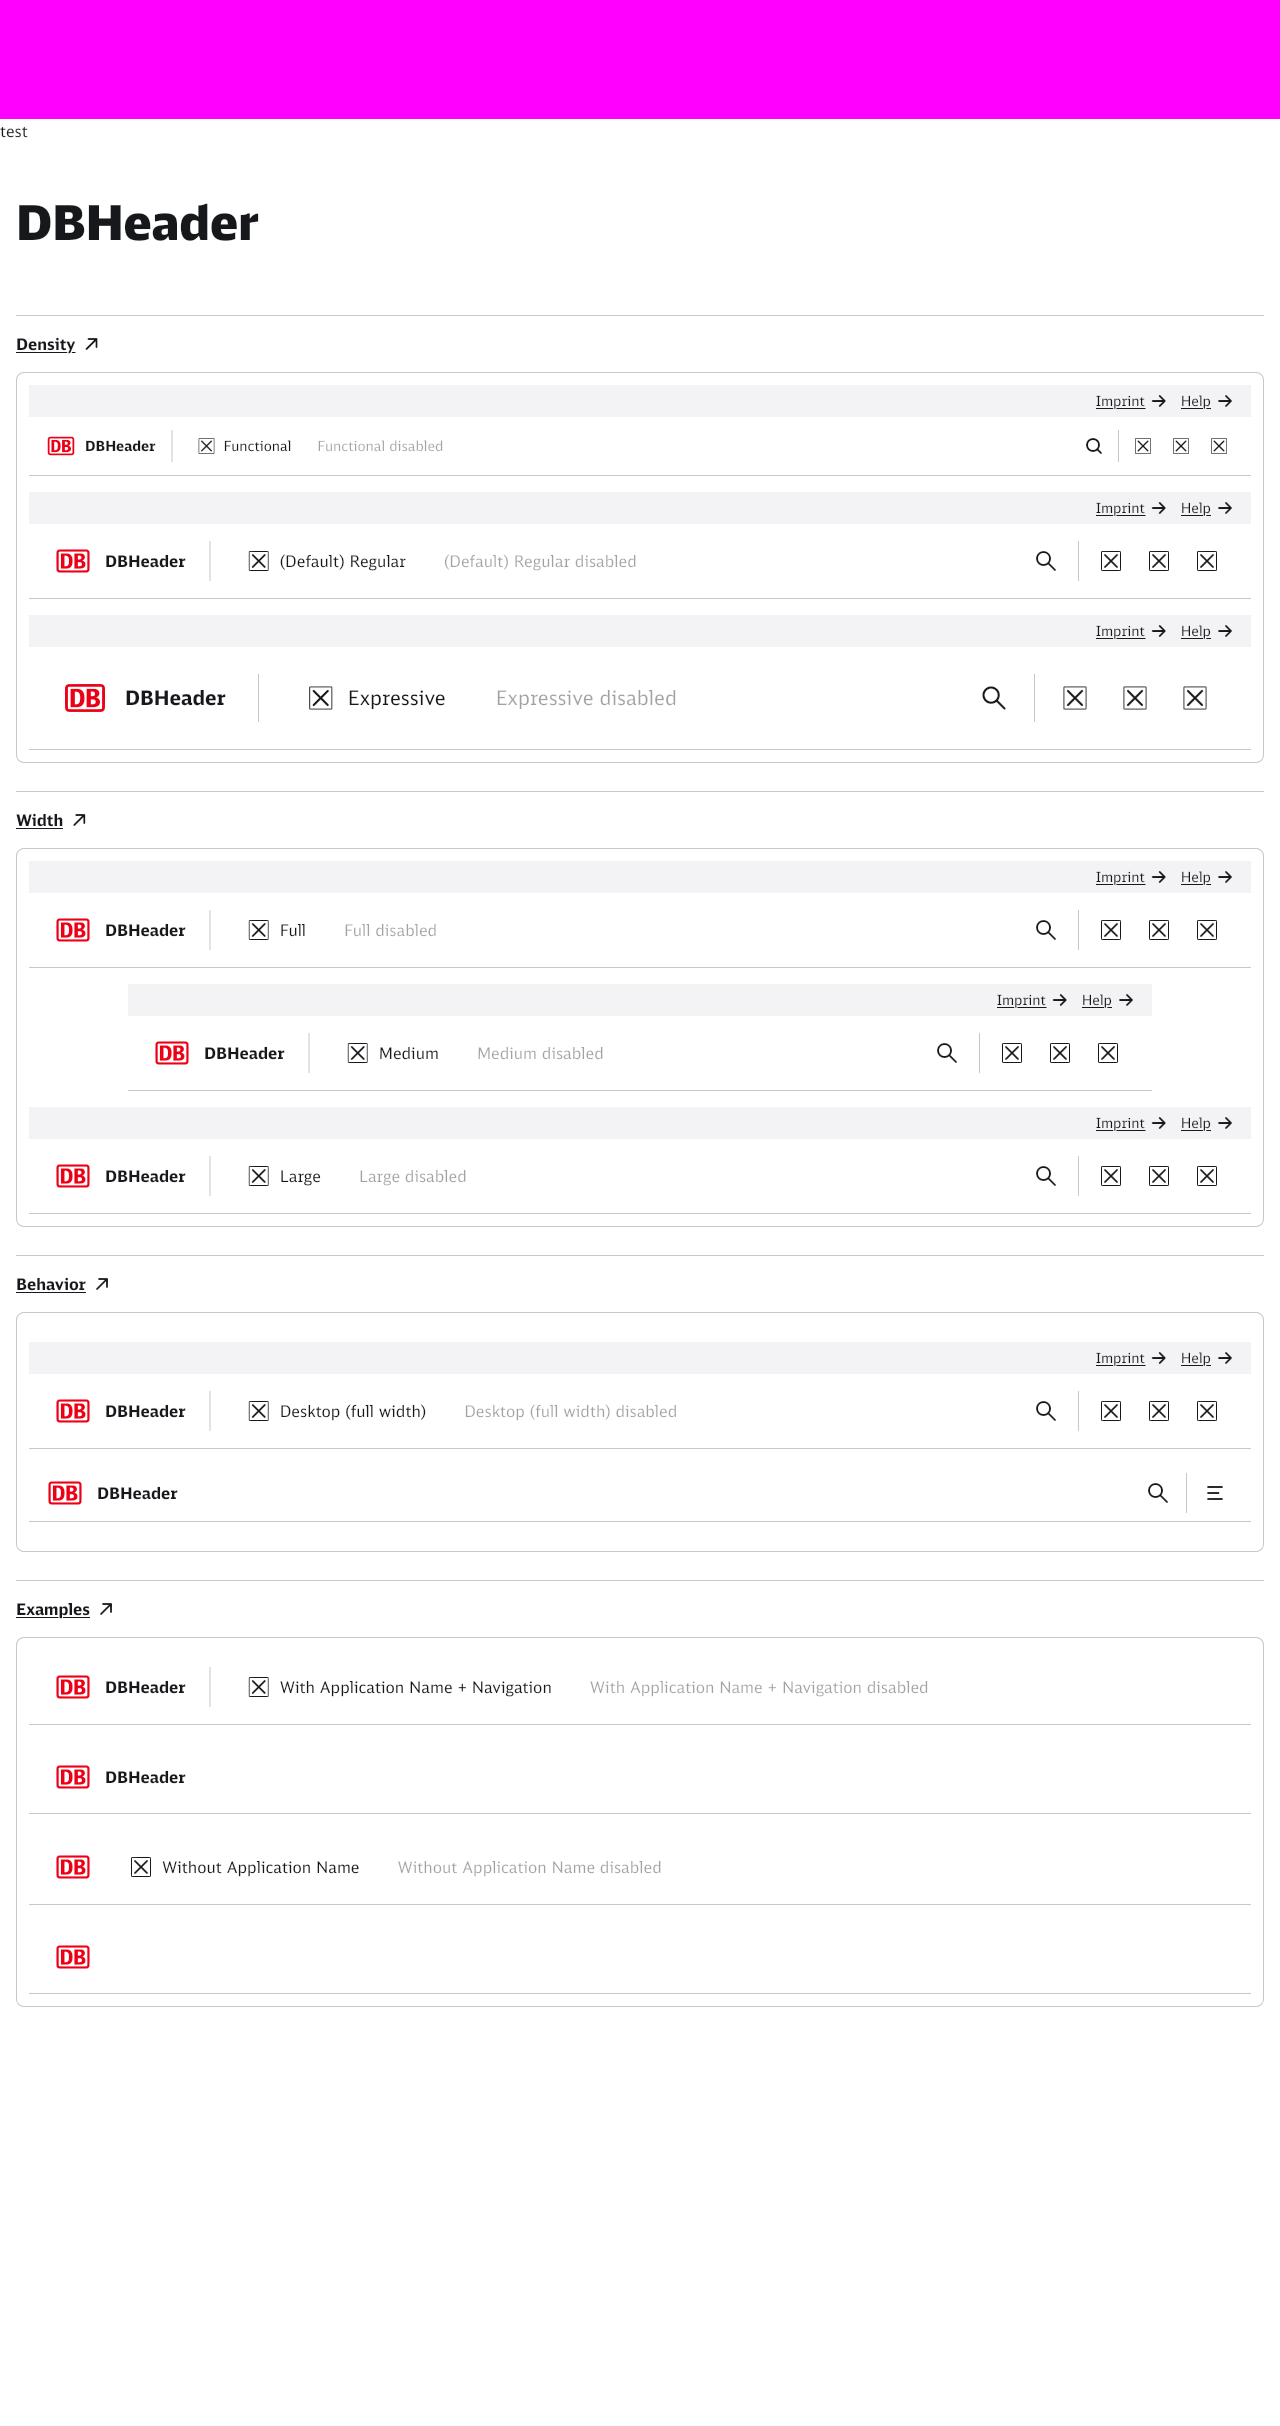 test
DBHeader
Density
Imprint Help
DB DBHeader Functional Functional disabled
Imprint Help
DB DBHeader (Default) Regular (Default) Regular disabled
Imprint Help
DB DBHeader Expressive Expressive disabled
Width
Imprint Help
DB DBHeader Full Full disabled
Imprint Help
DB DBHeader Medium Medium disabled
Imprint Help
DB DBHeader Large Large disabled
Behavior
Imprint Help
DB DBHeader Desktop (full width) Desktop (full width) disabled
DB DBHeader
Examples
DB DBHeader With Application Name + Navigation With Application Name + Navigation disabled
DB DBHeader
DB Without Application Name Without Application Name disabled
DB